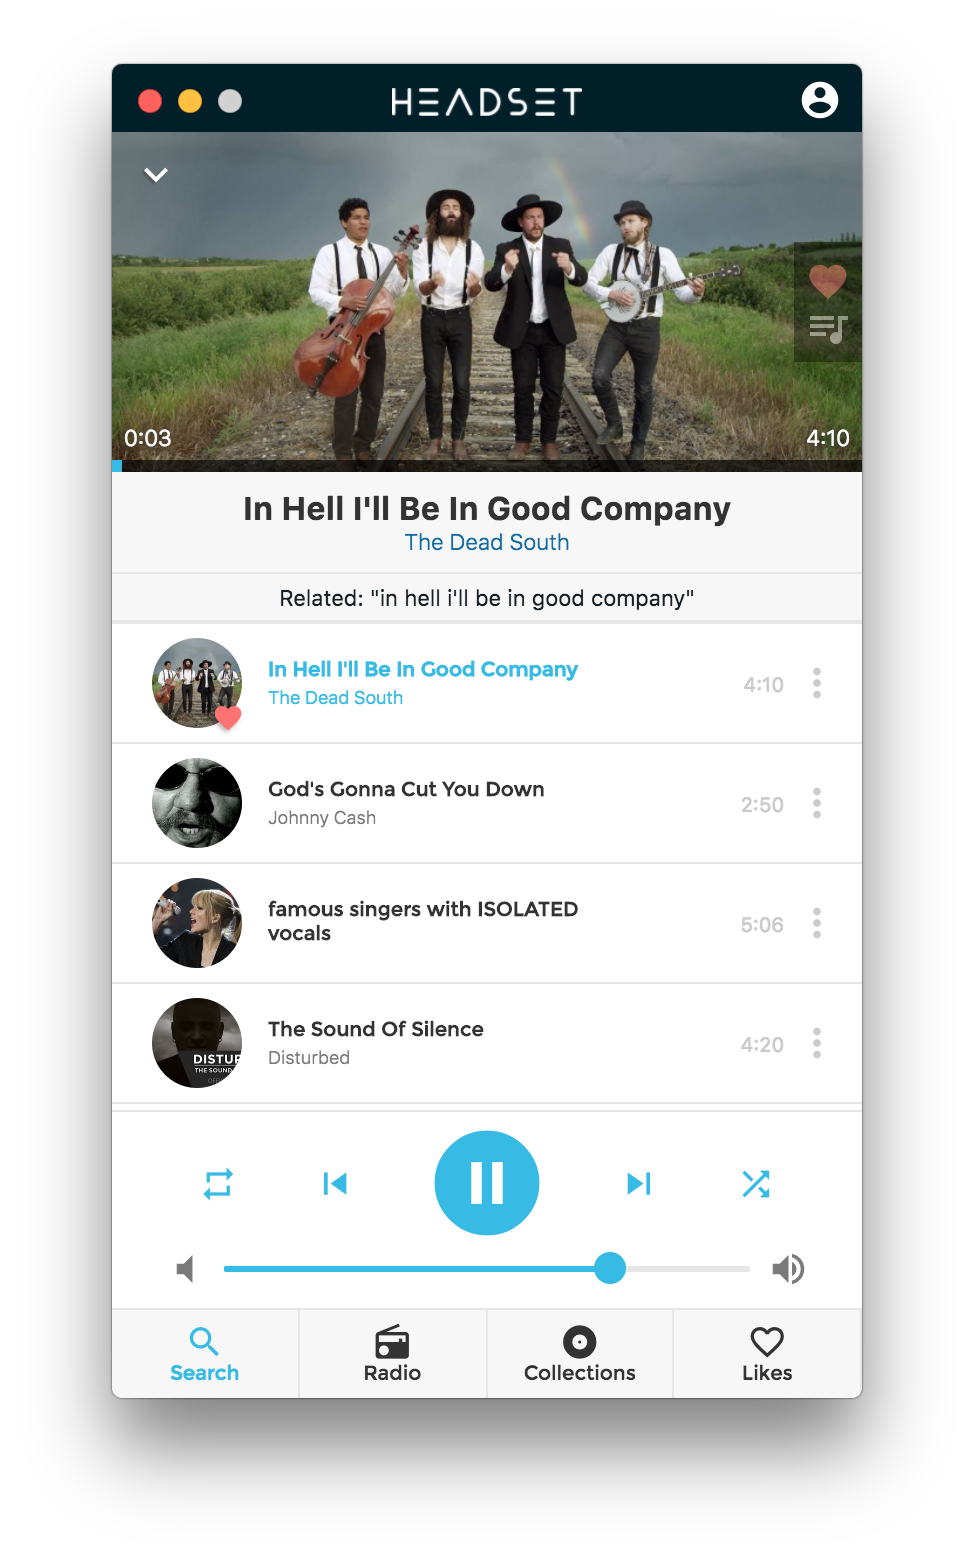 HEADSET
0:03
4:10
In Hell I'll Be In Good Company
The Dead South
Related: "in hell i'll be in good company"
In Hell I'll Be In Good Company
The Dead South
4:10
God's Gonna Cut You Down
Johnny Cash
2:50
famous singers with ISOLATED
vocals
5:06
The Sound Of Silence
Disturbed
4:20
DISTUR
THE SOUND
Search
Radio
Collections
Likes